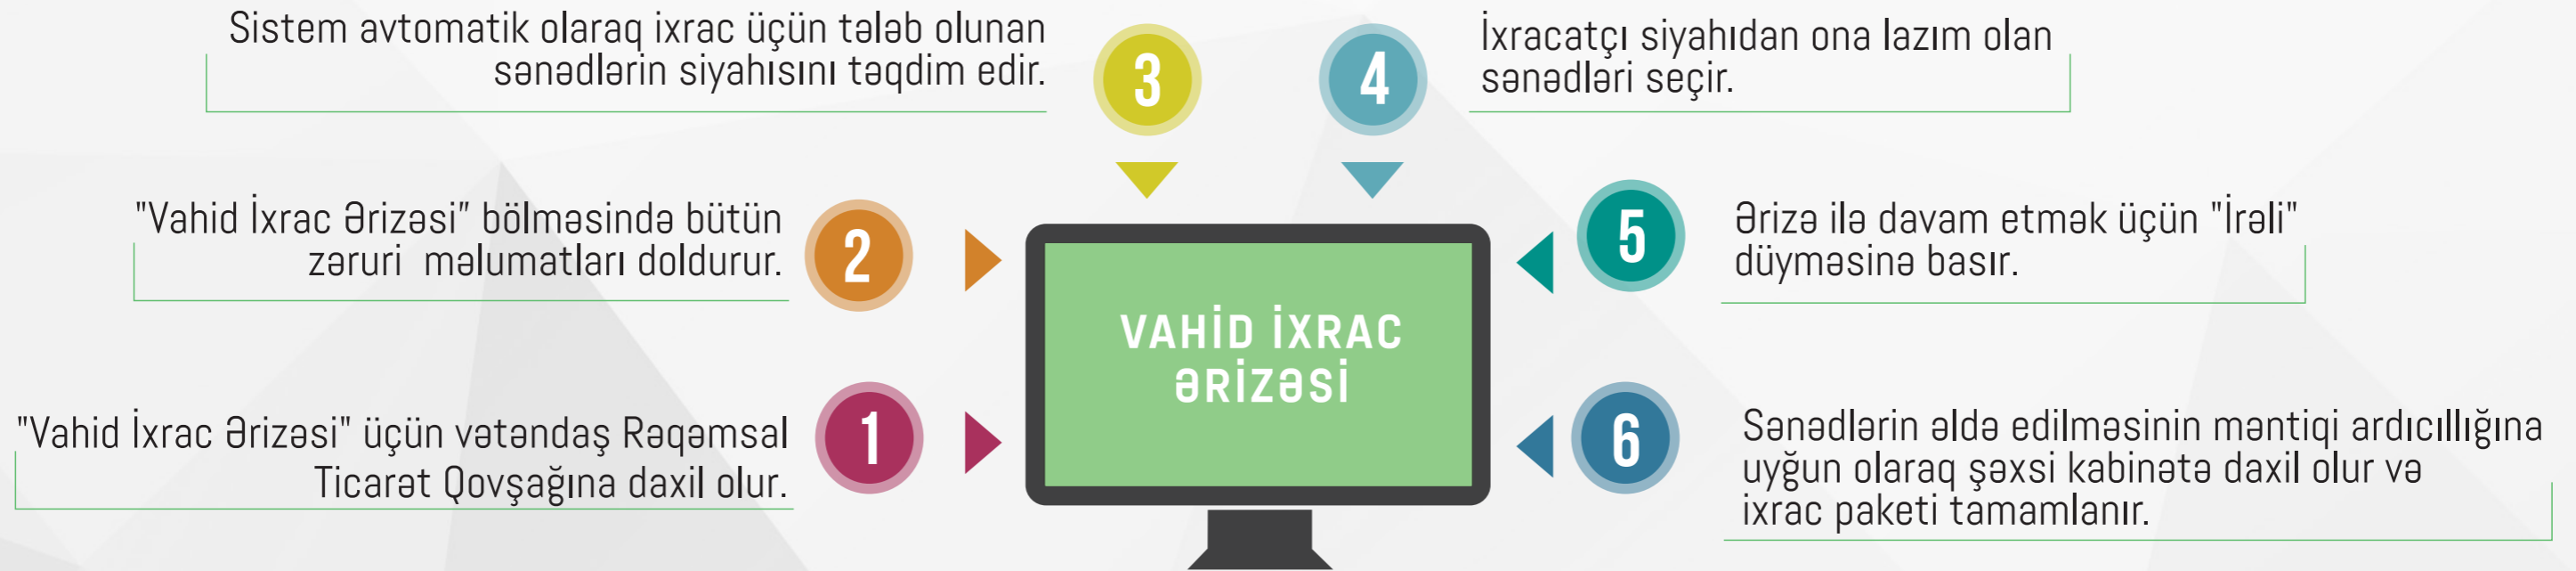 Sistem avtomatik olaraq ixrac üçün tələb olunan
sənədlərin siyahısını təqdim edir.
3
4
İxracatçı siyahıdan ona lazım olan
sənədləri seçir.
"Vahid İxrac Ərizəsi" bölməsində bütün
zəruri məlumatları doldurur.
2
5
Ərizə ilə davam etmək üçün "İrəli"
düyməsinə basır.
VAHİD İXRAC
ƏRİZƏSİ
"Vahid İxrac Ərizəsi" üçün vətəndaş Rəqəmsal
Ticarət Qovşağına daxil olur.
1
6
Sənədlərin əldə edilməsinin məntiqi ardıcıllığına
uyğun olaraq şəxsi kabinətə daxil olur və
ixrac paketi tamamlanır.